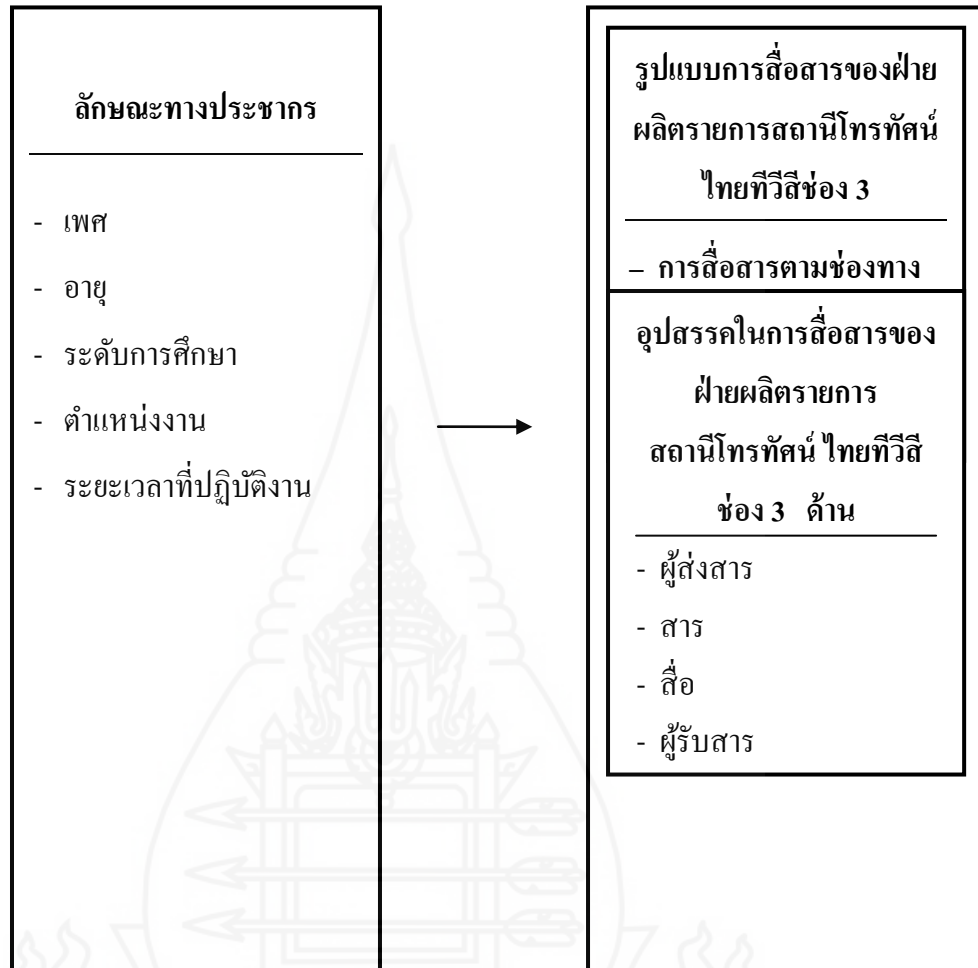 ลักษณะทางประชากร
- เพศ
- อายุ
- ระดับการศึกษา
- ตำแหน่งงาน
- ระยะเวลาที่ปฏิบัติงาน
รูปแบบการสื่อสารของฝ่าย
ผลิตรายการสถานีโทรทัศน์
ไทยทีวีสีช่อง 3
– การสื่อสารตามช่องทาง
อุปสรรคในการสื่อสารของ
ฝ่ายผลิตรายการ
สถานีโทรทัศน์ ไทยทีวีสี
ช่อง 3 ด้าน
- ผู้ส่งสาร
- สาร
- สื่อ
- ผู้รับสาร